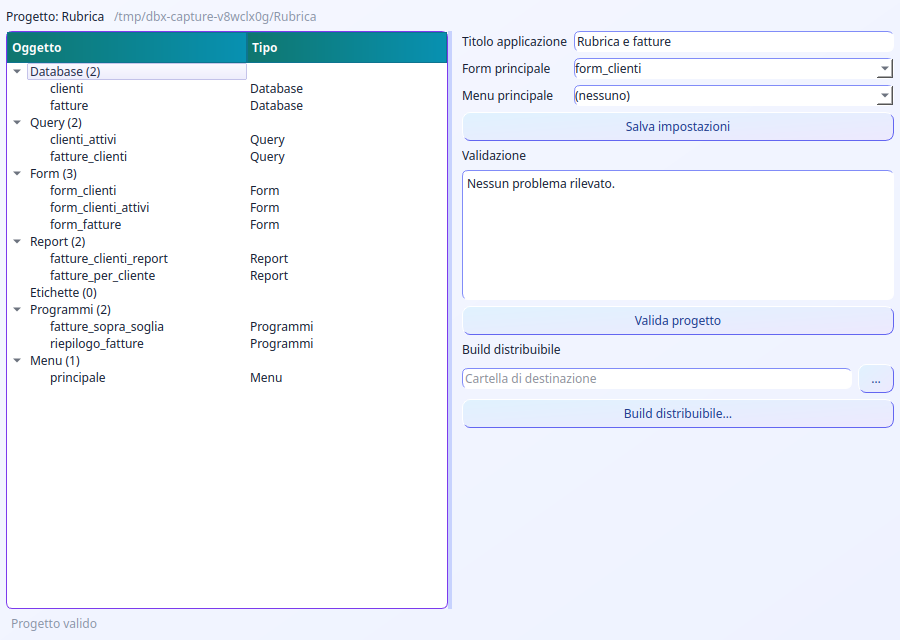 Progetto: Rubrica /tmp/dbx-capture-v8wclx0g/Rubrica
Oggetto Tipo
Database (2)
clienti Database
fatture Database
Query (2)
clienti_attivi Query
fatture_clienti Query
Form (3)
form_clienti Form
form_clienti_attivi Form
form_fatture Form
Report (2)
fatture_clienti_report Report
fatture_per_cliente Report
Etichette (0)
Programmi (2)
fatture_sopra_soglia Programmi
riepilogo_fatture Programmi
Menu (1)
principale Menu
Titolo applicazione Rubrica e fatture
Form principale form_clienti
Menu principale (nessuno)
Salva impostazioni
Validazione
Nessun problema rilevato.
Valida progetto
Build distribuibile
Cartella di destinazione ...
Build distribuibile...
Progetto valido